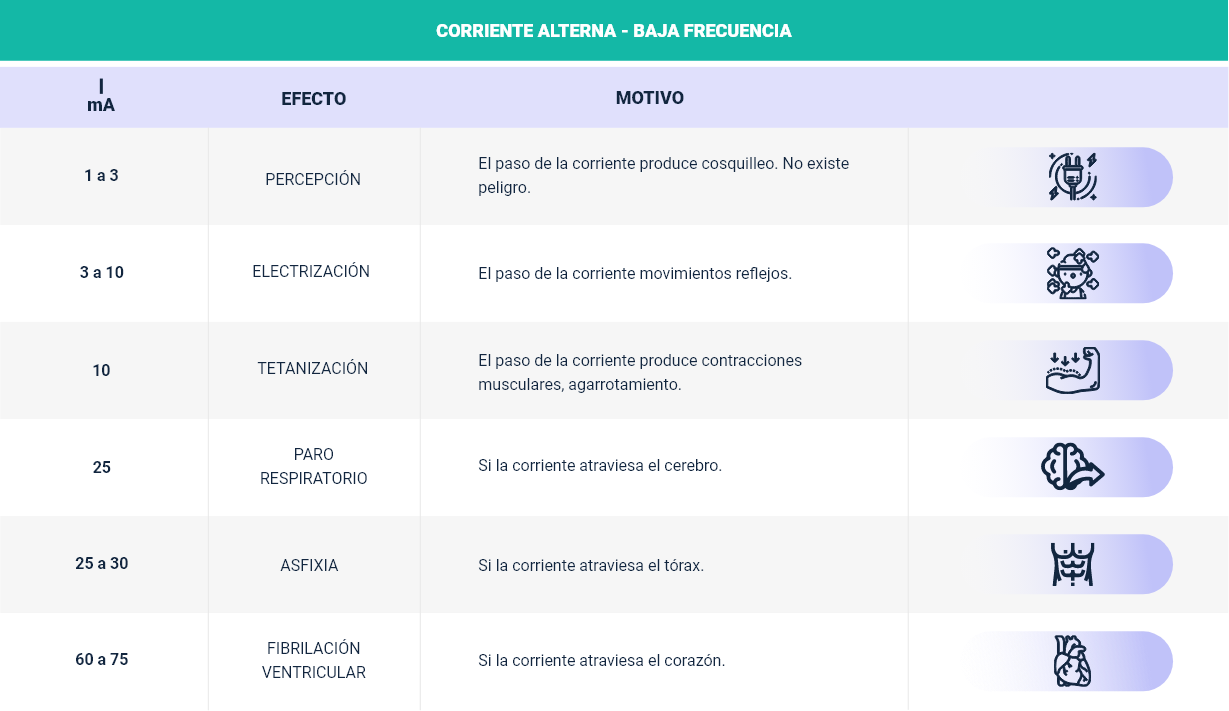 CORRIENTE ALTERNA - BAJA FRECUENCIA
I
mA
EFECTO
MOTIVO
1 a 3
PERCEPCIÓN
El paso de la corriente produce cosquilleo. No existe
peligro.
3 a 10
ELECTRIZACIÓN
El paso de la corriente movimientos reflejos.
10
TETANIZACIÓN
El paso de la corriente produce contracciones
musculares, agarrotamiento.
25
PARO
RESPIRATORIO
Si la corriente atraviesa el cerebro.
25 a 30
ASFIXIA
Si la corriente atraviesa el tórax.
60 a 75
FIBRILACIÓN
VENTRICULAR
Si la corriente atraviesa el corazón.